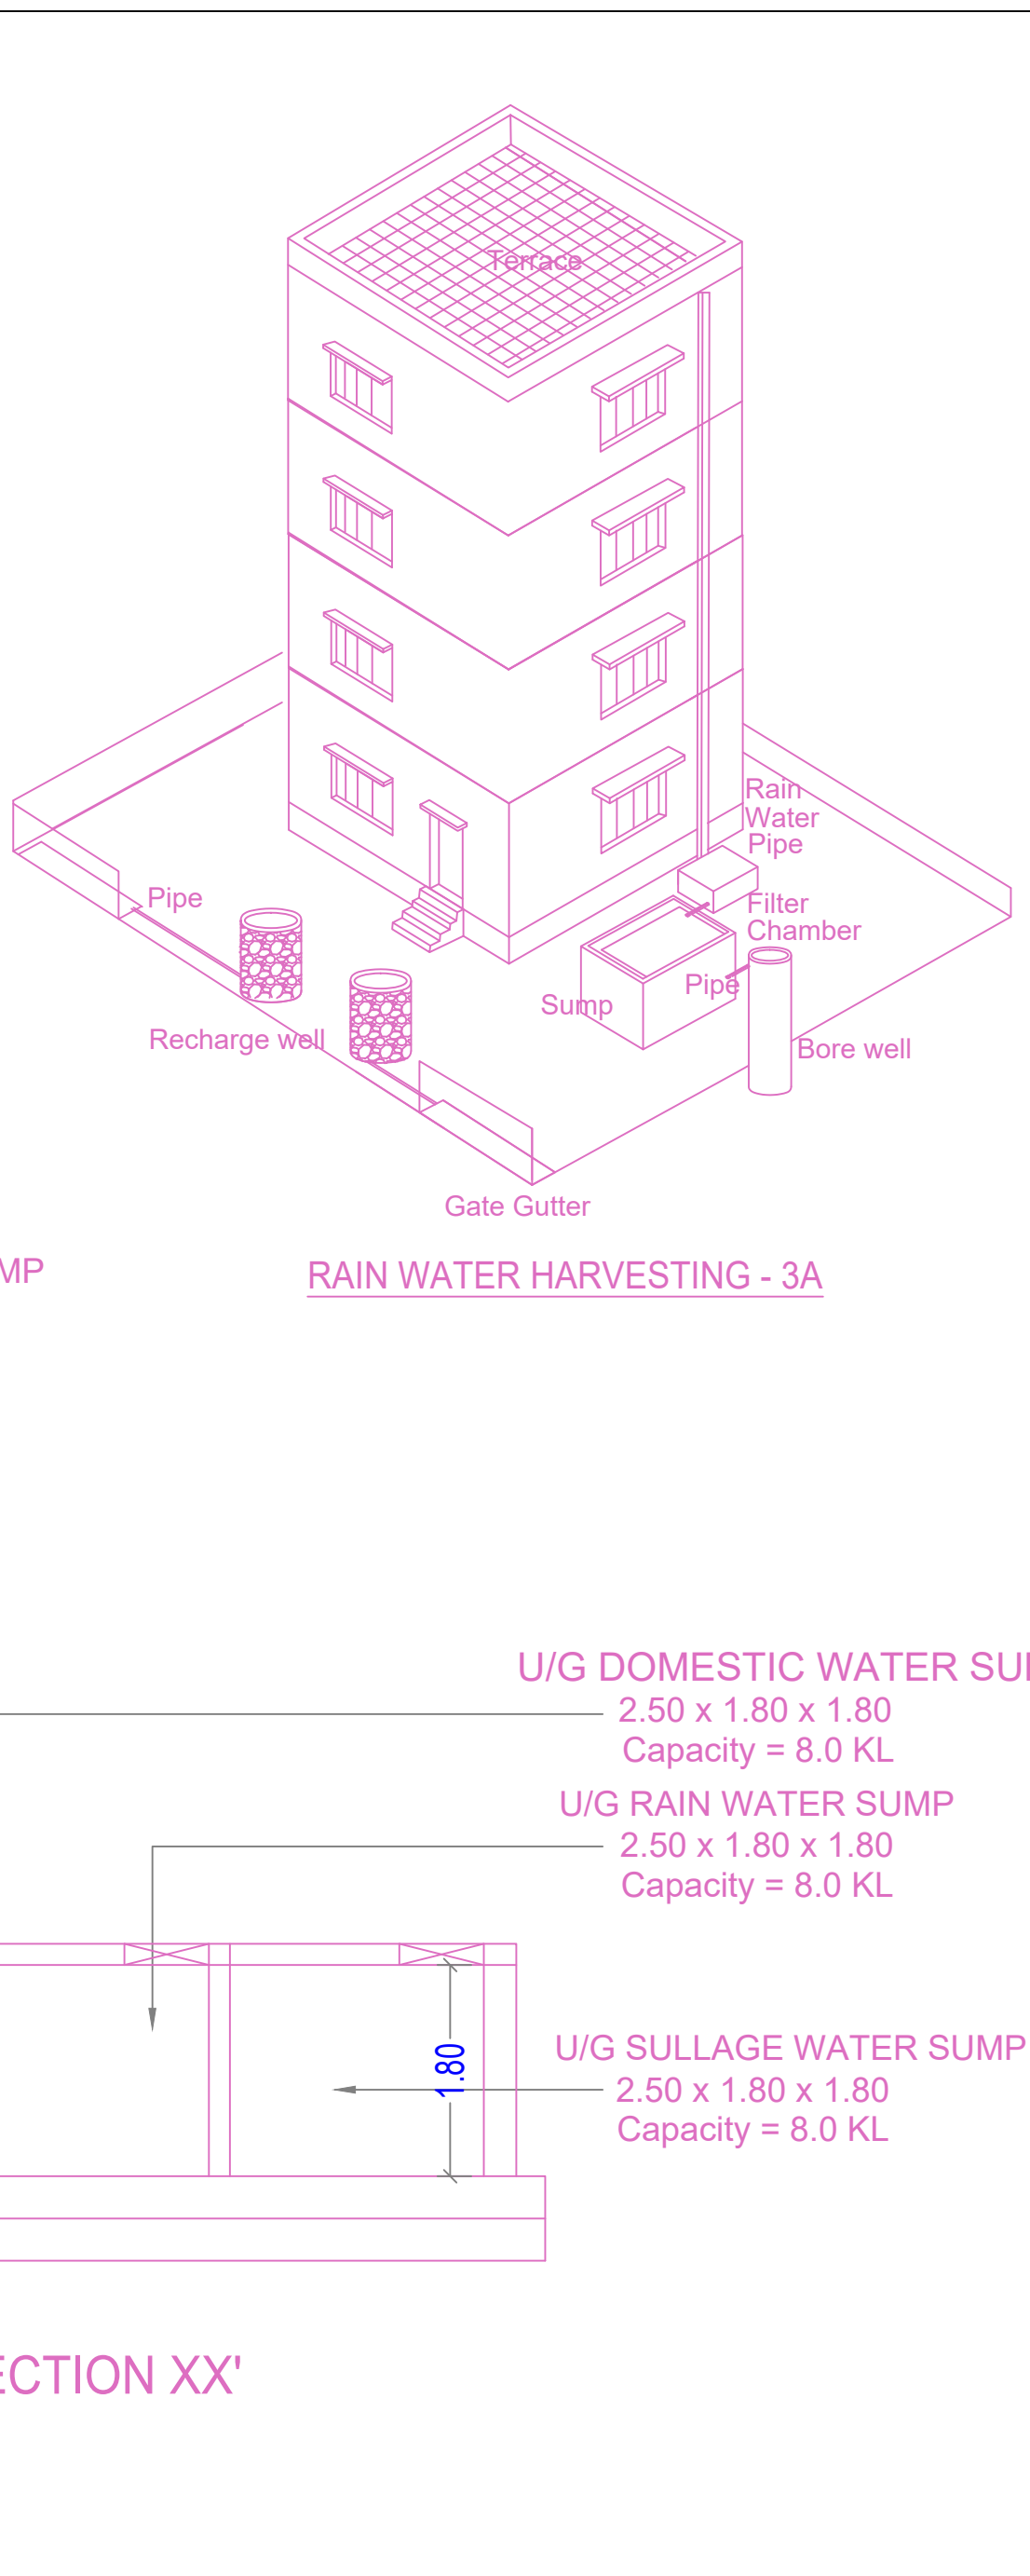 Terrace
Rain
Water
Pipe
Pipe
Filter
Chamber
Pipe
Sump
Recharge well
Bore well
Gate Gutter
MP
RAIN WATER HARVESTING - 3A
U/G DOMESTIC WATER SU
2.50 x 1.80 x 1.80
Capacity = 8.0 KL
U/G RAIN WATER SUMP
2.50 x 1.80 x 1.80
Capacity = 8.0 KL
1.80
U/G SULLAGE WATER SUMP
2.50 x 1.80 x 1.80
Capacity = 8.0 KL
ECTION XX'